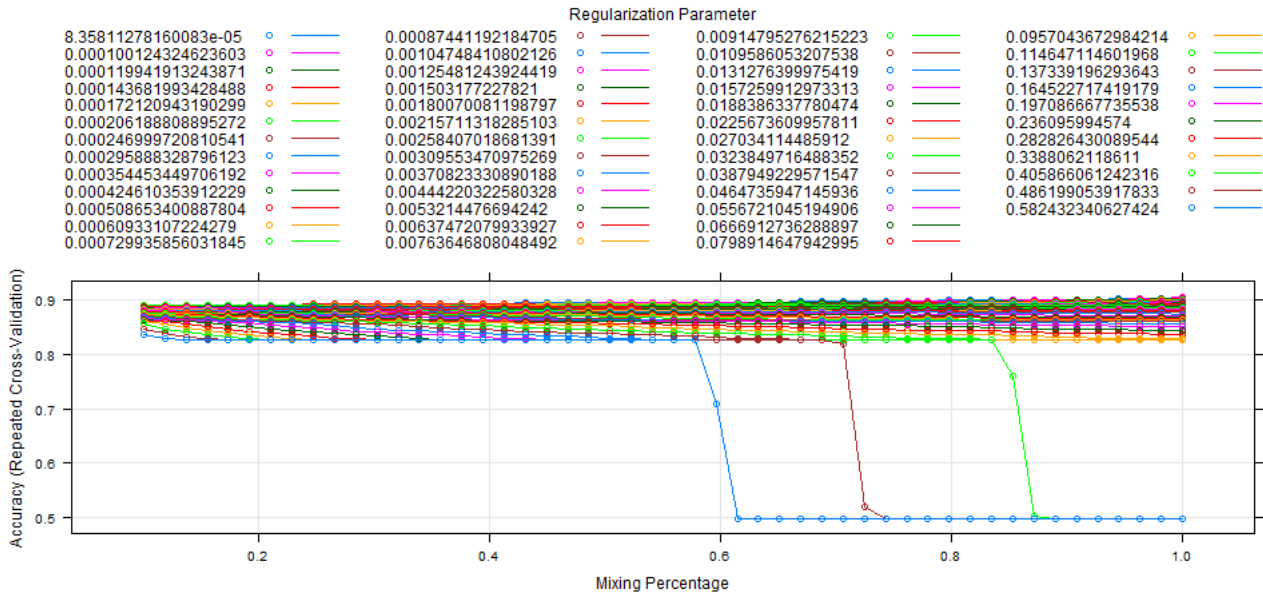 Regularization Parameter
8.35811278160083e-05 0.00087441192184705 0.00914795276215223 0.0957043672984214
0.000100124324623603 0.00104748410802126 0.0109586053207538 0.114647114601968
0.000119941913243871 0.00125481243924419 0.0131276399975419 0.137339196293643
0.000143681993428488 0.001503177227821 0.0157259912973313 0.164522717419179
0.000172120943190299 0.00180070081198797 0.0188386337780474 0.197086667735538
0.000206188808895272 0.00215711318285103 0.0225673609957811 0.236095994574
0.000246999720810541 0.00258407018681391 0.027034114485912 0.282826430089544
0.000295888328796123 0.00309553470975269 0.0323849716488352 0.3388062118611
0.000354453449706192 0.00370823330890188 0.0387949229571547 0.405866061242316
0.000424610353912229 0.00444220322580328 0.0464735947145936 0.486199053917833
0.000508653400887804 0.00532144766942​42 0.0556721045194906 0.582432340627424
0.00060933107224279 0.00637472079933927 0.0666912736288897
0.000729935856031845 0.00763646808048492 0.0798914647942995
Accuracy (Repeated Cross-Validation)
0.9
0.8
0.7
0.6
0.5
0.2 0.4 0.6 0.8 1.0
Mixing Percentage